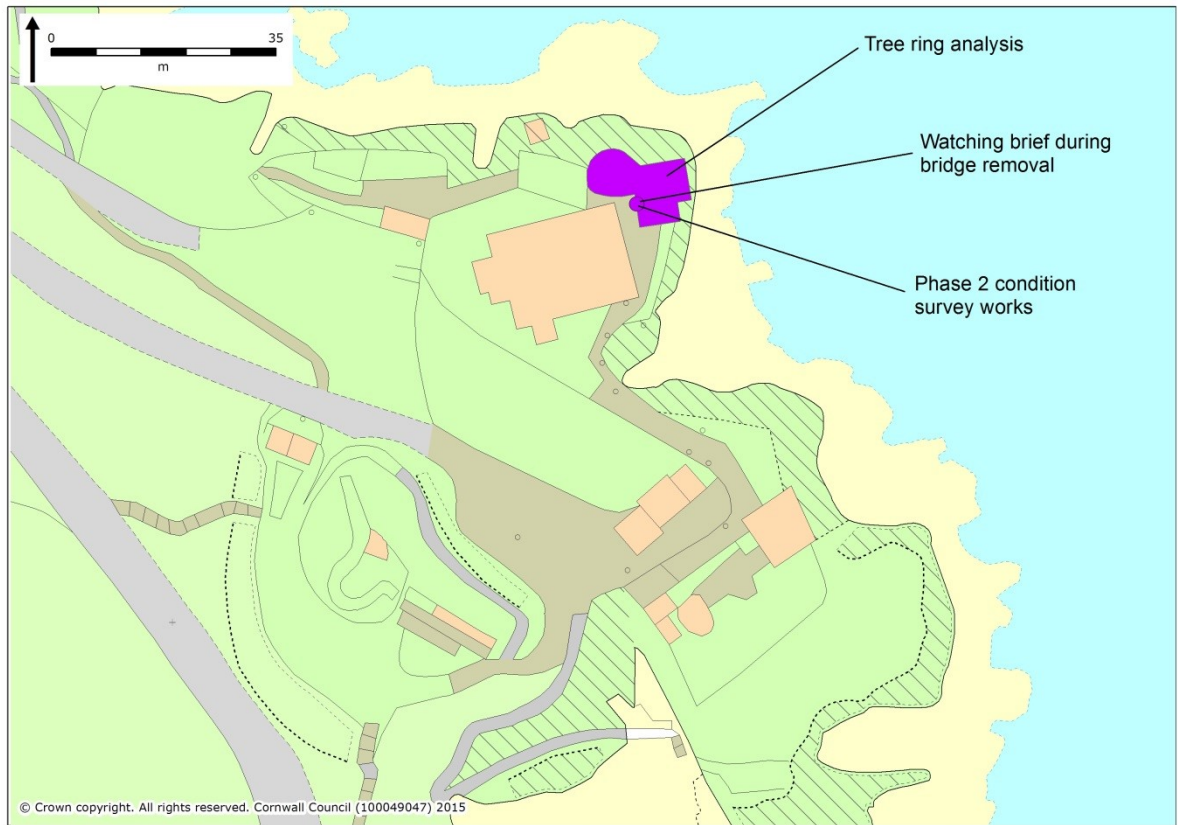 0 35
m
Tree ring analysis
Watching brief during
bridge removal
Phase 2 condition
survey works
© Crown copyright. All rights reserved. Cornwall Council (100049047) 2015